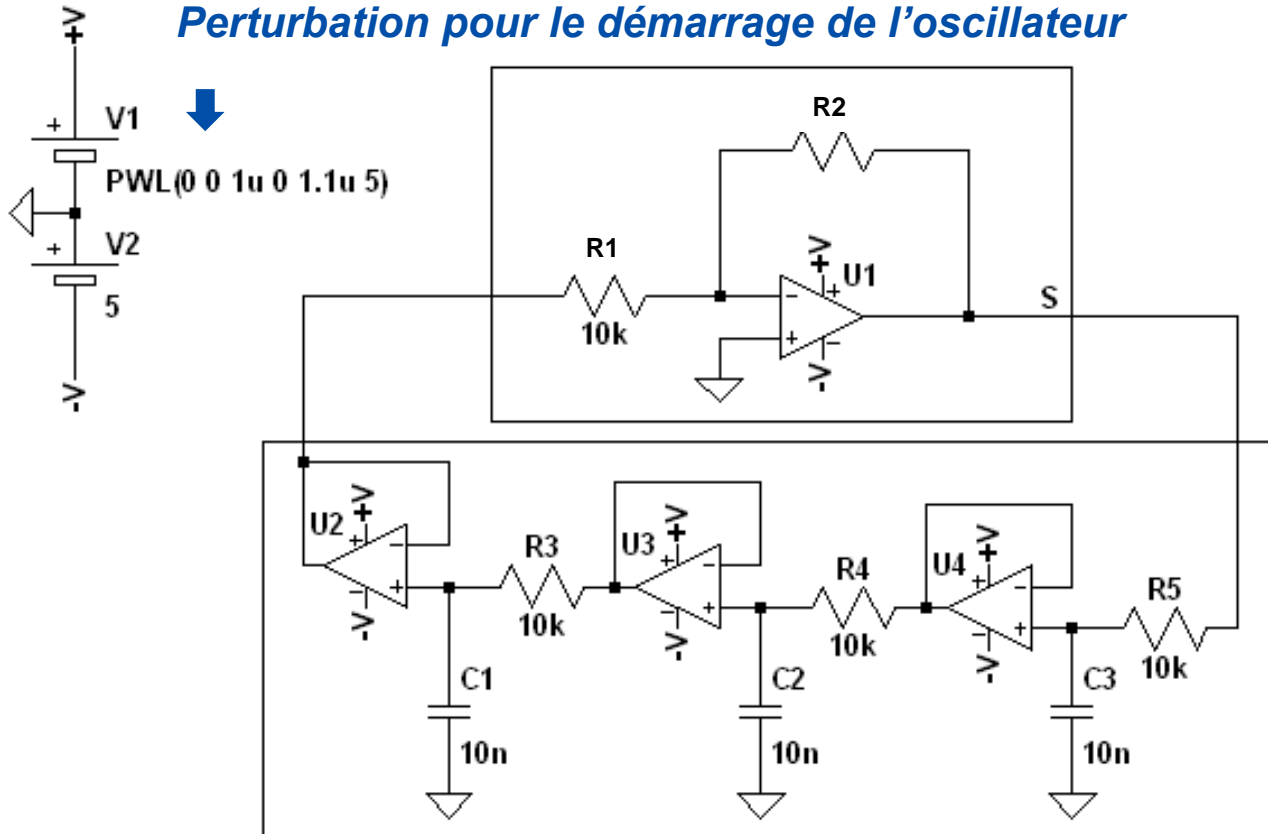 Perturbation pour le démarrage de l'oscillateur
+V
+ V1
PWL(0 0 1u 0 1.1u 5)
+ V2
5
-V
R2
R1
10k
+V
U1
+
-
+
-
-V
S
U2
+V
+
-
+
-
-V
R3
10k
C1
10n
U3
+V
+
-
+
-
-V
R4
10k
C2
10n
U4
+V
+
-
+
-
-V
R5
10k
C3
10n